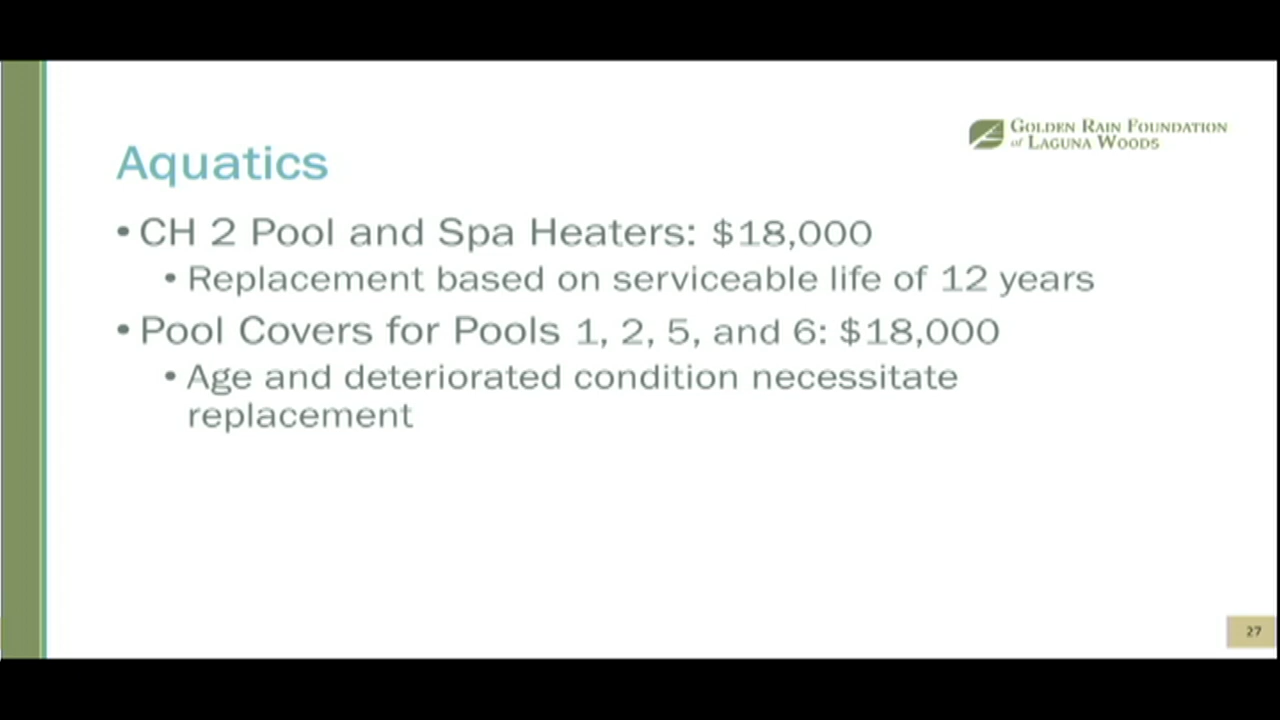 GOLDEN RAIN FOUNDATION
of LAGUNA WOODS
Aquatics
• CH 2 Pool and Spa Heaters: $18,000
• Replacement based on serviceable life of 12 years
• Pool Covers for Pools 1, 2, 5, and 6: $18,000
• Age and deteriorated condition necessitate
replacement
27